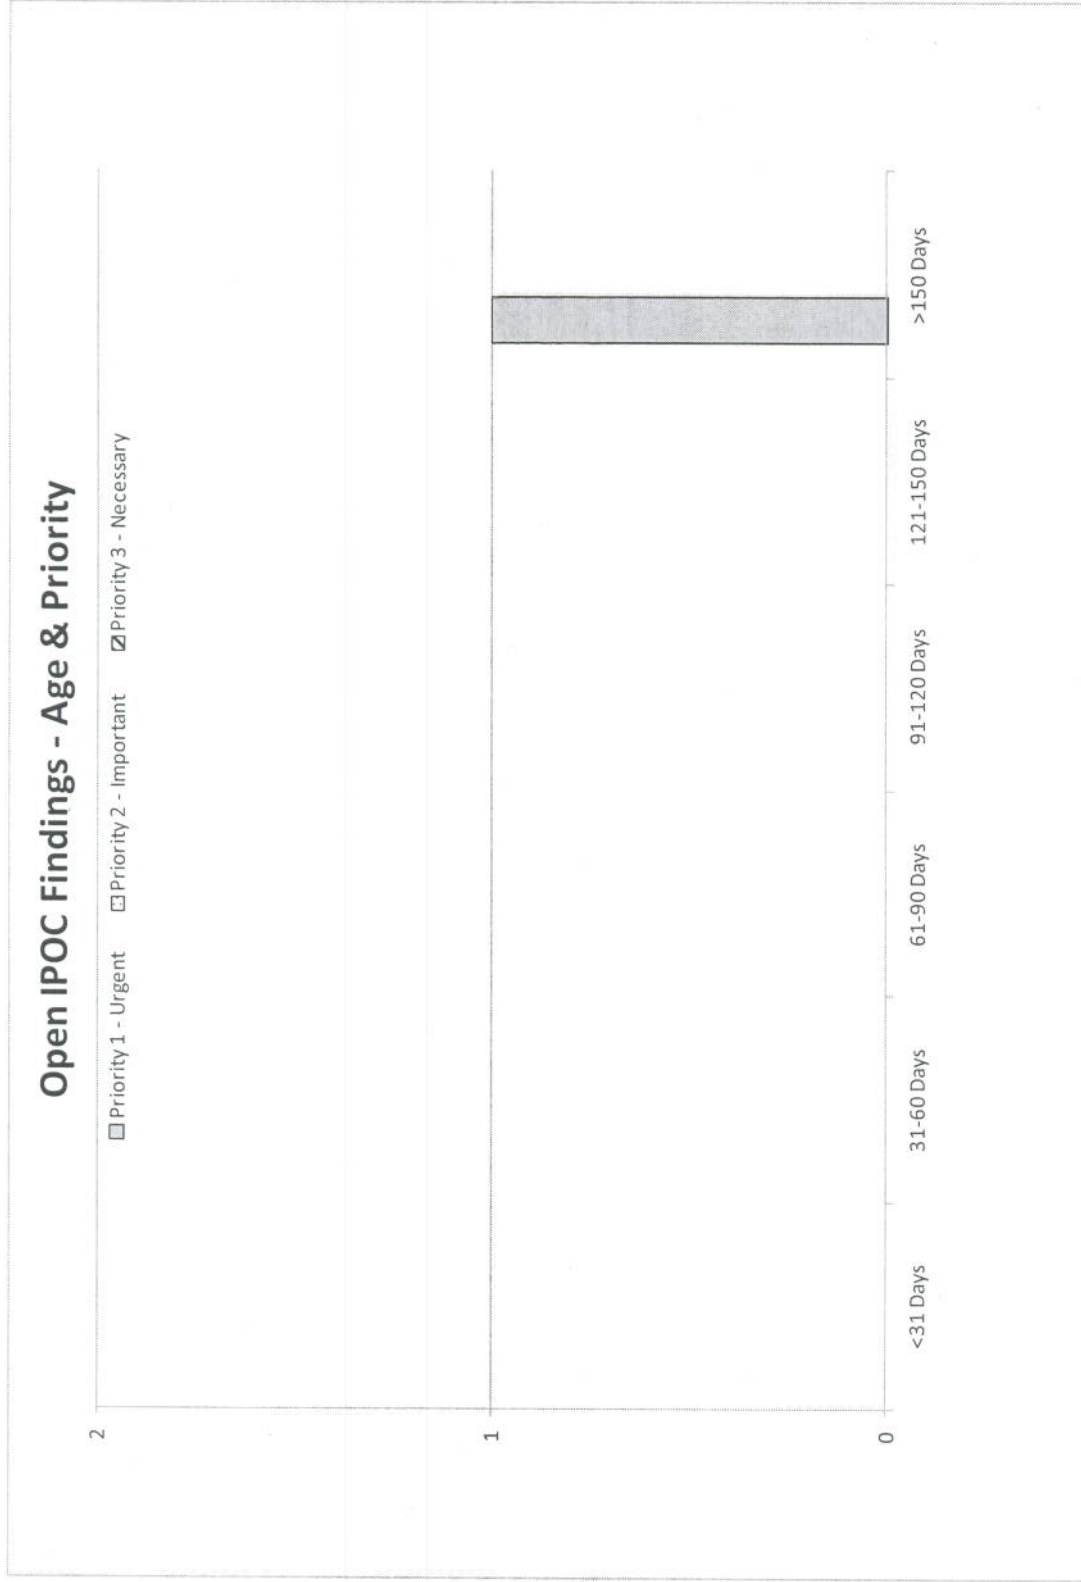 Open IPOC Findings - Age & Priority
Priority 1 - Urgent Priority 2 - Important Priority 3 - Necessary
2
1
0
<31 Days 31-60 Days 61-90 Days 91-120 Days 121-150 Days >150 Days